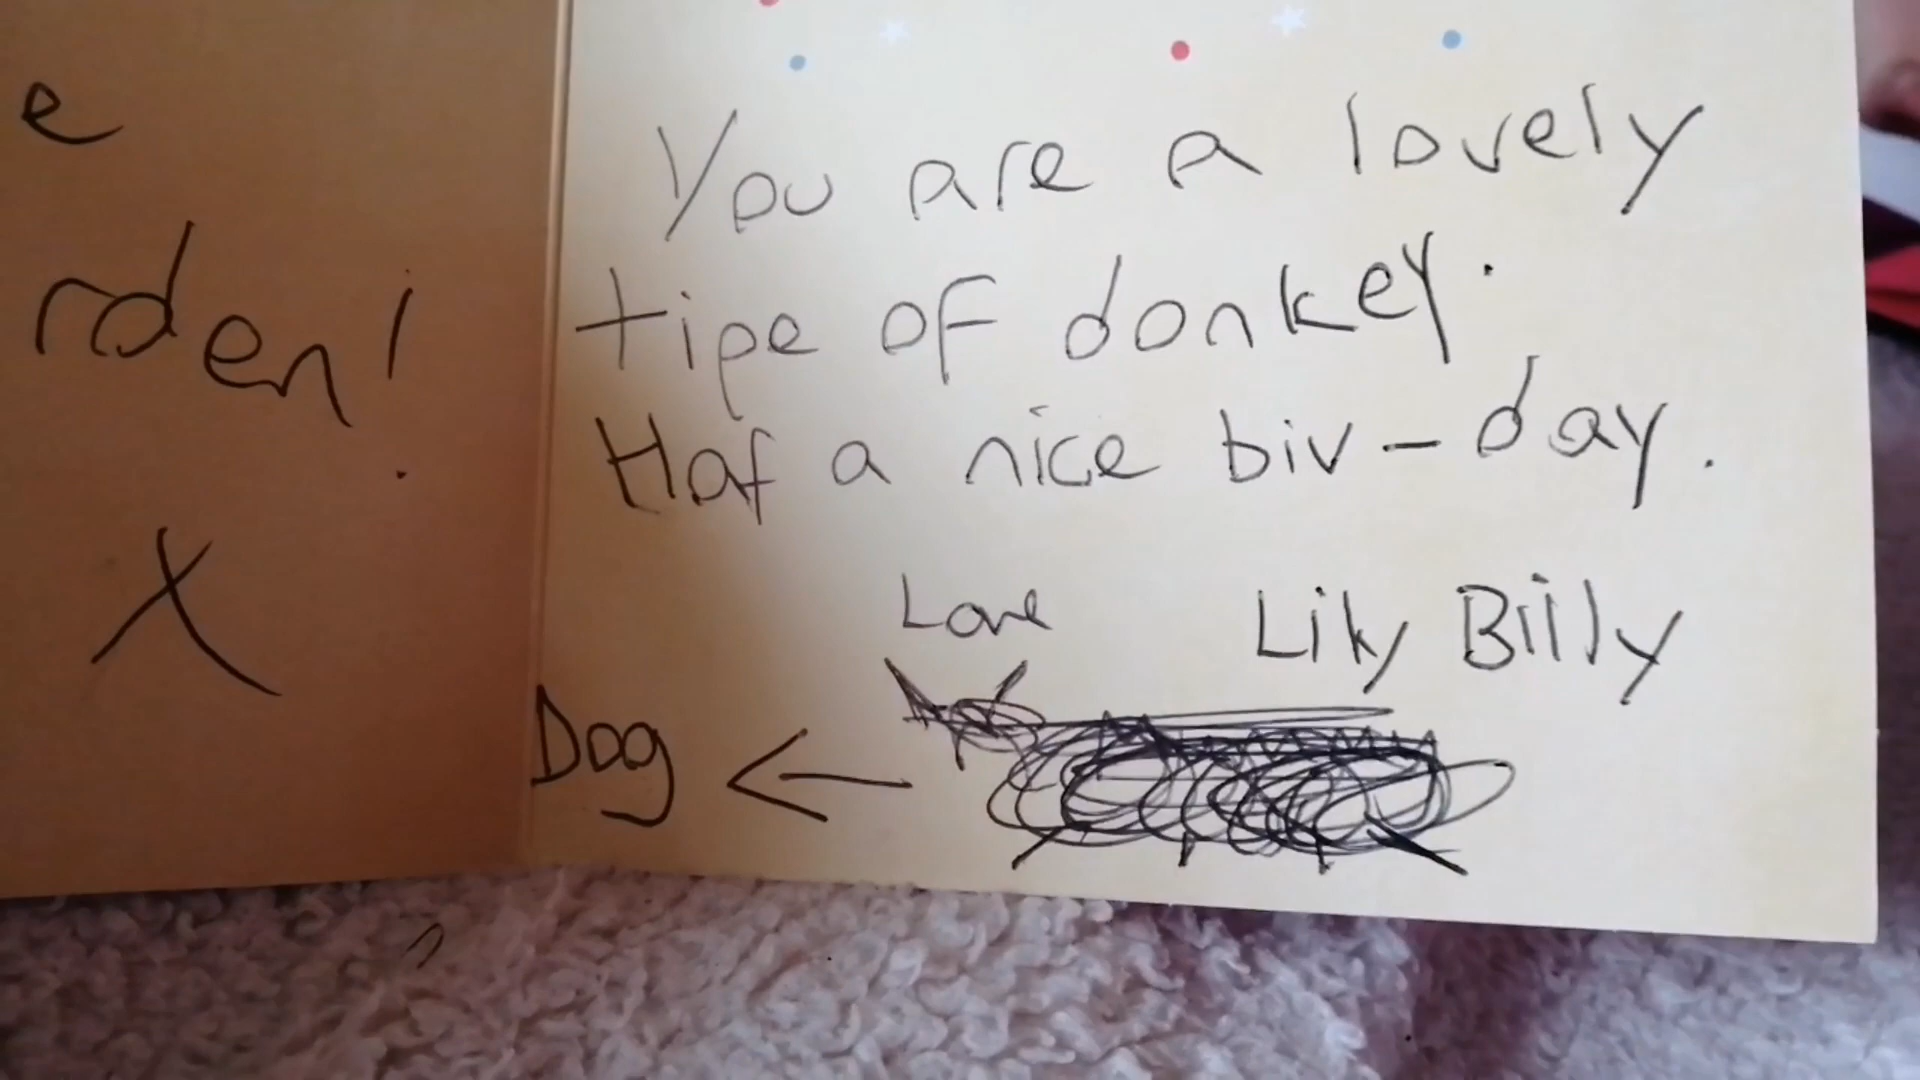 e
rden!
X
You are a lovely
tipe of donkey.
Haf a nice biv-day.
Love Lily Billy
Dog ←